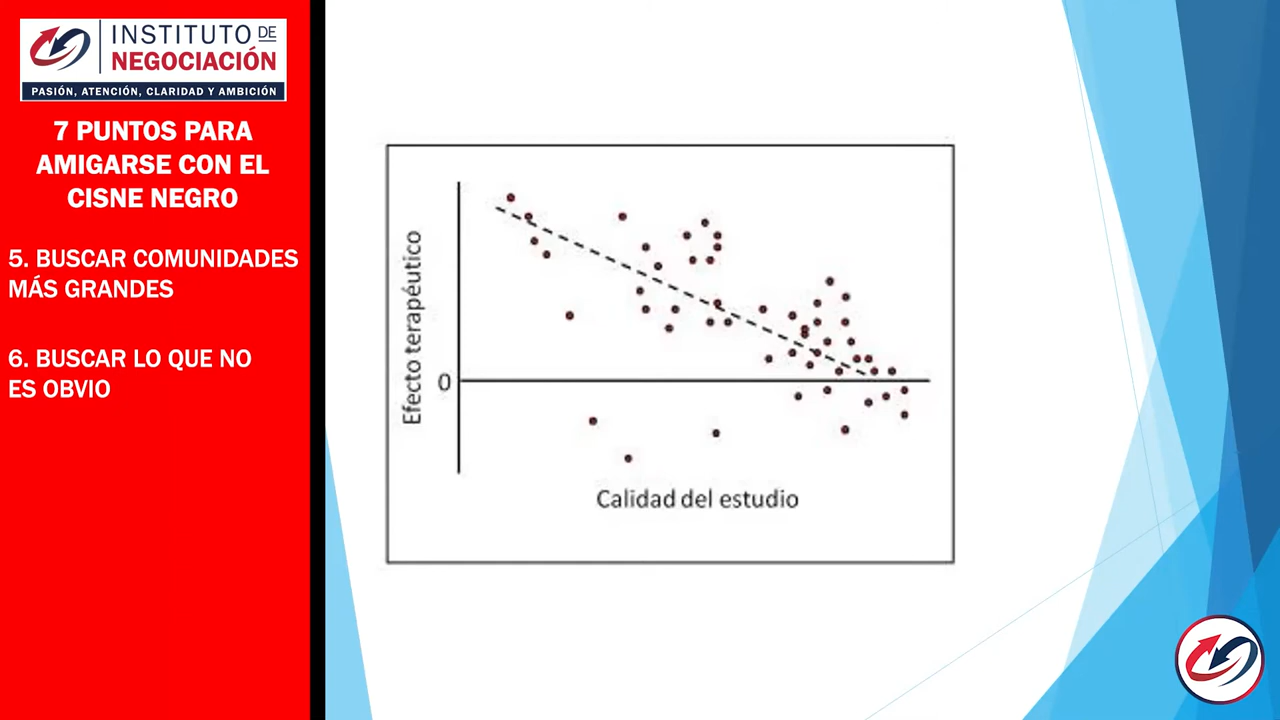 INSTITUTO DE
NEGOCIACIÓN
PASIÓN, ATENCIÓN, CLARIDAD Y AMBICIÓN
7 PUNTOS PARA
AMIGARSE CON EL
CISNE NEGRO
5. BUSCAR COMUNIDADES
MÁS GRANDES
6. BUSCAR LO QUE NO
ES OBVIO
Efecto terapéutico
0
Calidad del estudio